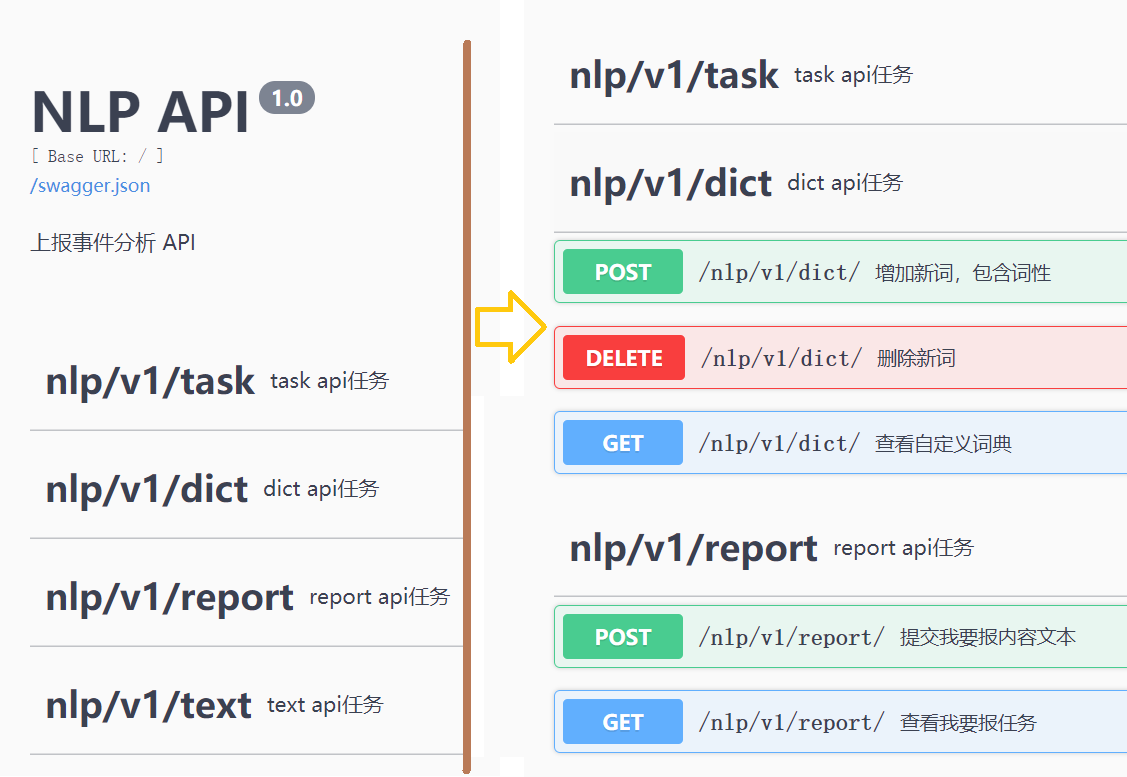 NLP API 1.0
[ Base URL: / ]
/swagger.json
上报事件分析 API
nlp/v1/task task api任务
nlp/v1/dict dict api任务
nlp/v1/report report api任务
nlp/v1/text text api任务
nlp/v1/task task api任务
nlp/v1/dict dict api任务
POST /nlp/v1/dict/ 增加新词，包含词性
DELETE /nlp/v1/dict/ 删除新词
GET /nlp/v1/dict/ 查看自定义词典
nlp/v1/report report api任务
POST /nlp/v1/report/ 提交我要报内容文本
GET /nlp/v1/report/ 查看我要报任务